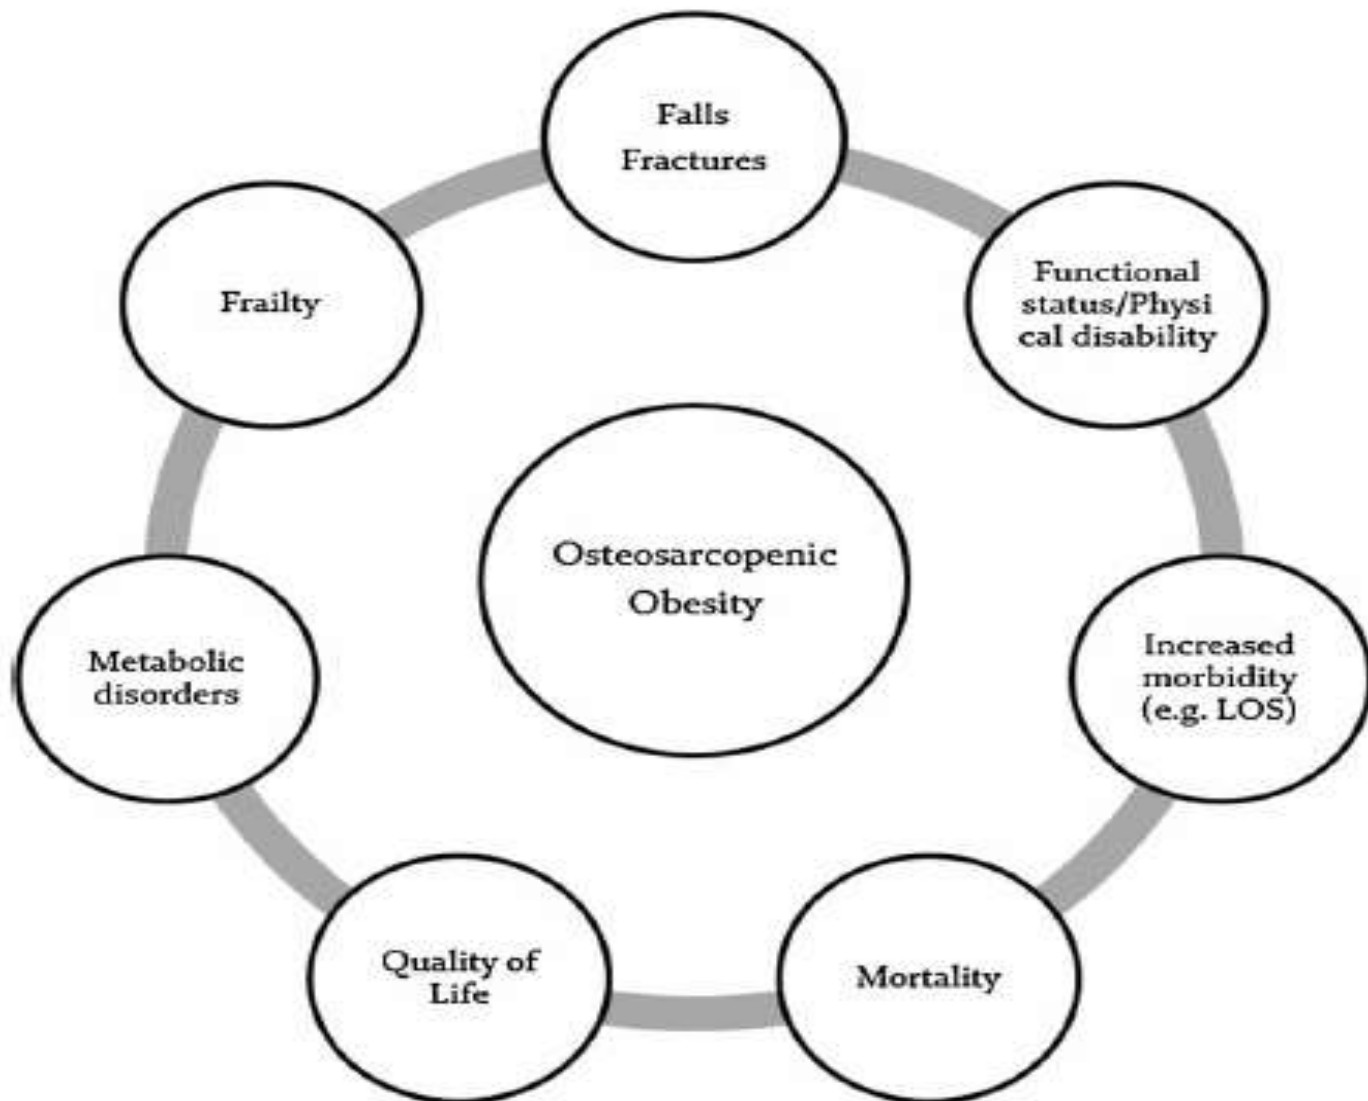 Falls
Fractures
Functional
status/Physi
cal disability
Frailty
Osteosarcopenic
Obesity
Increased
morbidity
(e.g. LOS)
Metabolic
disorders
Quality of
Life
Mortality